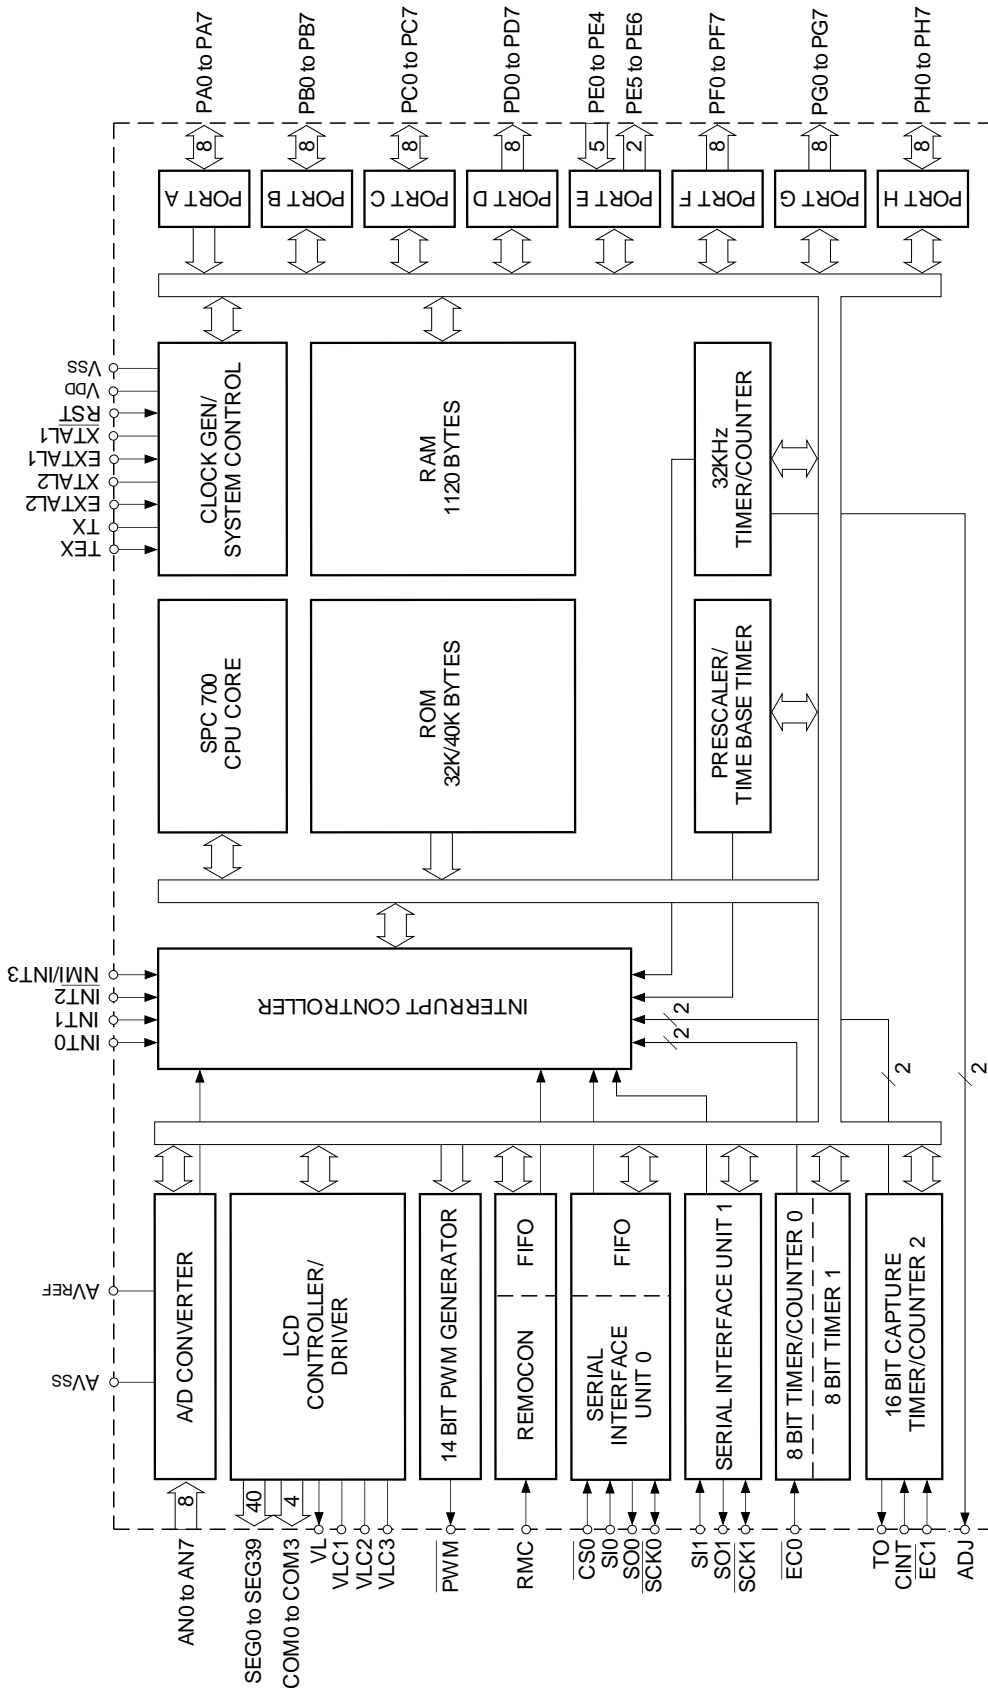 PA0 to PA7
PB0 to PB7
PC0 to PC7
PD0 to PD7
PE0 to PE4
PE5 to PE6
PF0 to PF7
PG0 to PG7
PH0 to PH7
8
8
8
8
5
2
8
8
8
PORT A
PORT B
PORT C
PORT D
PORT E
PORT F
PORT G
PORT H
VSS
VDD
RST
XTAL1
EXTAL1
XTAL2
EXTAL2
TX
TEX
CLOCK GEN/
SYSTEM CONTROL
RAM
1120 BYTES
32KHz
TIMER/COUNTER
SPC 700
CPU CORE
ROM
32K/40K BYTES
PRESCALER/
TIME BASE TIMER
NMI/INT3
INT2
INT1
INT0
INTERRUPT CONTROLLER
2
2
2
2
AVREF
AVSS
A/D CONVERTER
LCD
CONTROLLER/
DRIVER
14 BIT PWM GENERATOR
REMOCON
FIFO
SERIAL
INTERFACE
UNIT 0
FIFO
SERIAL INTERFACE UNIT 1
8 BIT TIMER/COUNTER 0
8 BIT TIMER 1
16 BIT CAPTURE
TIMER/COUNTER 2
8
40
4
AN0 to AN7
SEG0 to SEG39
COM0 to COM3
VL
VLC1
VLC2
VLC3
PWM
RMC
CS0
SI0
SO0
SCK0
SI1
SO1
SCK1
EC0
TO
CINT
EC1
ADJ